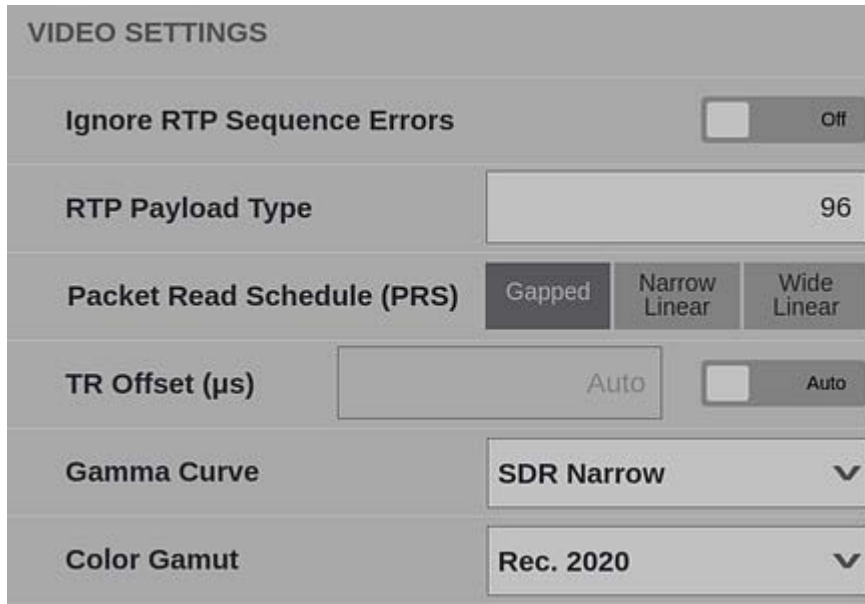 VIDEO SETTINGS
Ignore RTP Sequence Errors Off
RTP Payload Type 96
Packet Read Schedule (PRS) Gapped Narrow Linear Wide Linear
TR Offset (µs) Auto Auto
Gamma Curve SDR Narrow
Color Gamut Rec. 2020